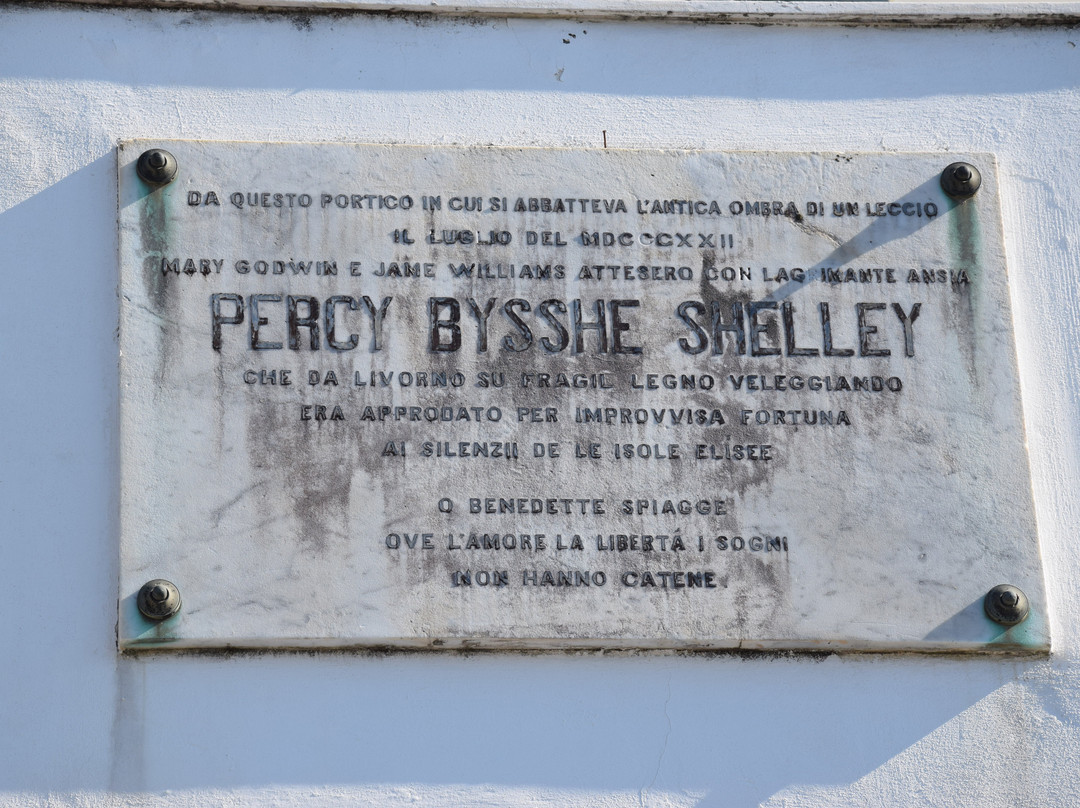 DA QUESTO PORTICO IN CUI SI ABBATTEVA L'ANTICA OMBRA DI UN LECCIO
IL LUGLIO DEL MDCCCXXII
MARY GODWIN E JAME WILLIAMS ATTESERO CON LAGRIMANTE ANSIA
PERCY BYSSHE SHELLEY
CHE DA LIVORNO SU FRAGIL LEGNO VELEGGIANDO
ERA APPRODATO PER IMPROVVISA FORTUNA
AI SILENZII DE LE ISOLE ELISEE
O BENEDETTE SPIAGGE
OVE L'AMORE LA LIBERTÁ I SOGNI
NON HANNO CATENE